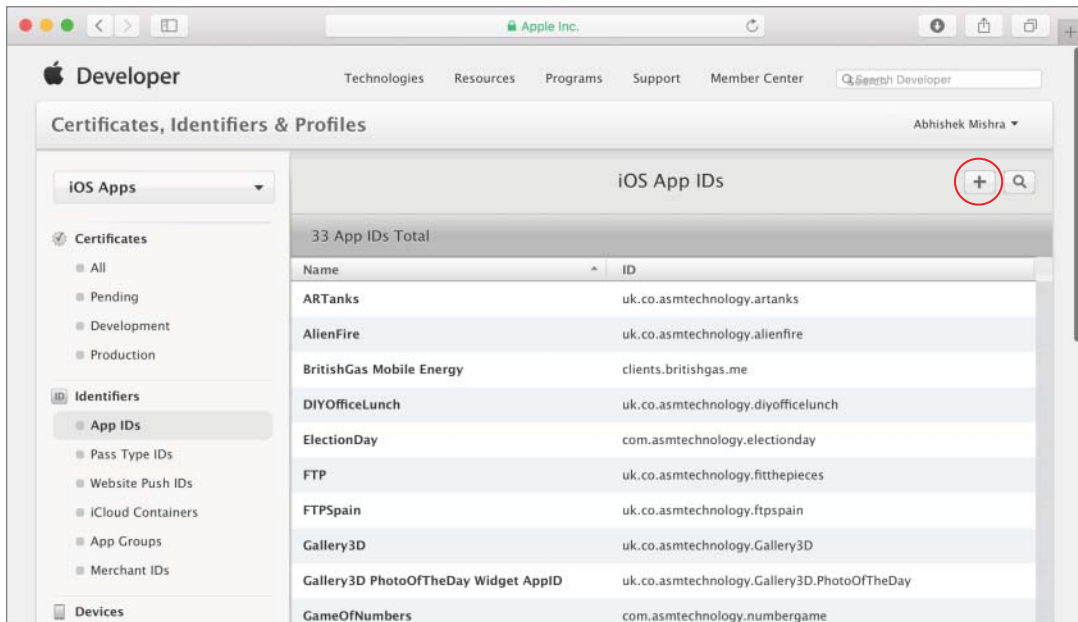 Apple Inc.
Developer
Technologies Resources Programs Support Member Center Search Developer
Certificates, Identifiers & Profiles
Abhishek Mishra
iOS Apps
Certificates
All
Pending
Development
Production
ID Identifiers
App IDs
Pass Type IDs
Website Push IDs
iCloud Containers
App Groups
Merchant IDs
Devices
iOS App IDs
33 App IDs Total
Name ID
ARTanks uk.co.asmtechnology.artanks
AlienFire uk.co.asmtechnology.alienfire
BritishGas Mobile Energy clients.britishgas.me
DIYOfficeLunch uk.co.asmtechnology.diyofficelunch
ElectionDay com.asmtechnology.electionday
FTP uk.co.asmtechnology.fitthepieces
FTPSpain uk.co.asmtechnology.ftpspain
Gallery3D uk.co.asmtechnology.Gallery3D
Gallery3D PhotoOfTheDay Widget AppID uk.co.asmtechnology.Gallery3D.PhotoOfTheDay
GameOfNumbers com.asmtechnology.numbergame